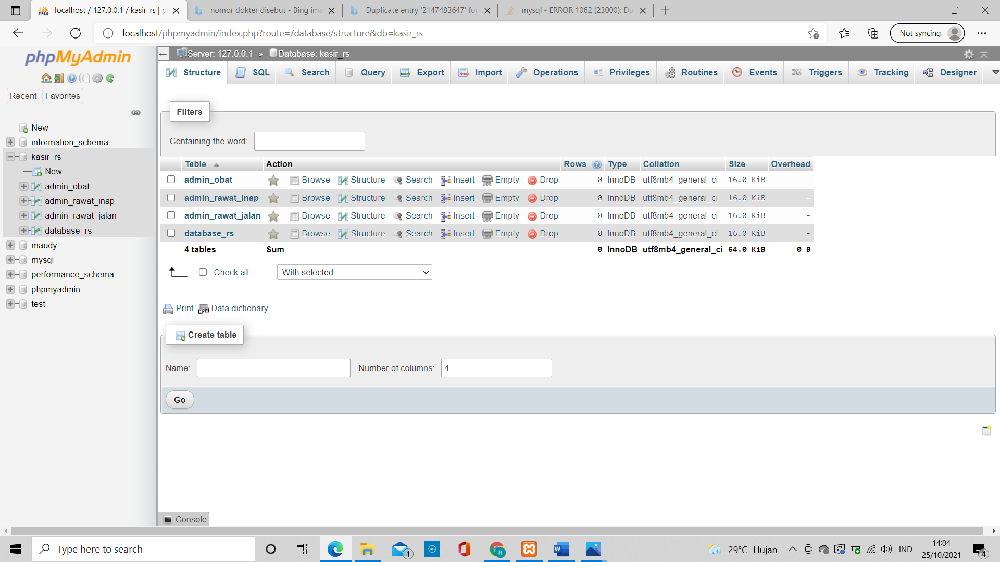 localhost / 127.0.0.1 / kasir_rs | p
nomor dokter disebut - Bing ima
Duplicate entry '2147483647' for
mysql - ERROR 1062 (23000): Du
localhost/phpmyadmin/index.php?route=/database/structure&db=kasir_rs
Not syncing
phpMyAdmin
Recent
Favorites
New
information_schema
kasir_rs
New
admin_obat
admin_rawat_inap
admin_rawat_jalan
database_rs
maudy
mysql
performance_schema
phpmyadmin
test
Server: 127.0.0.1 » Database: kasir_rs
Structure SQL Search Query Export Import Operations Privileges Routines Events Triggers Tracking Designer
Filters
Containing the word:
Table Action Rows Type Collation Size Overhead
admin_obat Browse Structure Search Insert Empty Drop 0 InnoDB utf8mb4_general_ci 16.0 KiB -
admin_rawat_inap Browse Structure Search Insert Empty Drop 0 InnoDB utf8mb4_general_ci 16.0 KiB -
admin_rawat_jalan Browse Structure Search Insert Empty Drop 0 InnoDB utf8mb4_general_ci 16.0 KiB -
database_rs Browse Structure Search Insert Empty Drop 0 InnoDB utf8mb4_general_ci 16.0 KiB -
4 tables Sum 0 InnoDB utf8mb4_general_ci 64.0 KiB 0 B
Check all With selected:
Print Data dictionary
Create table
Name: Number of columns: 4
Go
Console
Type here to search
29°C Hujan
IND
14:04
25/10/2021